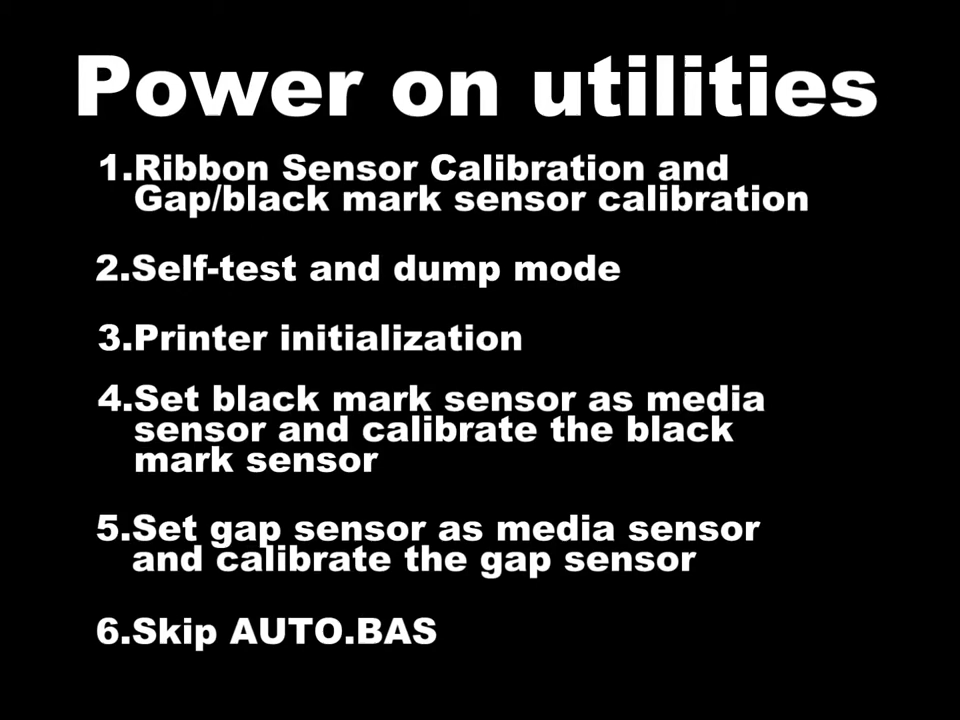 Power on utilities
1.Ribbon Sensor Calibration and
Gap/black mark sensor calibration
2.Self-test and dump mode
3.Printer initialization
4.Set black mark sensor as media
sensor and calibrate the black
mark sensor
5.Set gap sensor as media sensor
and calibrate the gap sensor
6.Skip AUTO.BAS